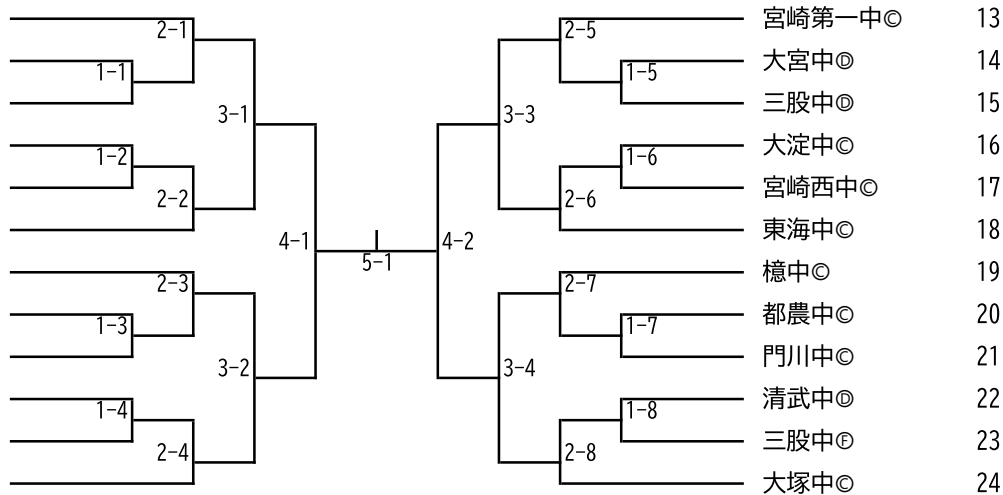 2-1
1-1
3-1
1-2
2-2
4-1
2-3
1-3
3-2
1-4
2-4
5-1
2-5
1-5
3-3
1-6
2-6
4-2
2-7
1-7
3-4
1-8
2-8
宮崎第一中Ⓒ 13
大宮中Ⓓ 14
三股中Ⓓ 15
大淀中Ⓒ 16
宮崎西中Ⓒ 17
東海中Ⓒ 18
檍中Ⓒ 19
都農中Ⓒ 20
門川中Ⓒ 21
清武中Ⓓ 22
三股中Ⓕ 23
大塚中Ⓒ 24